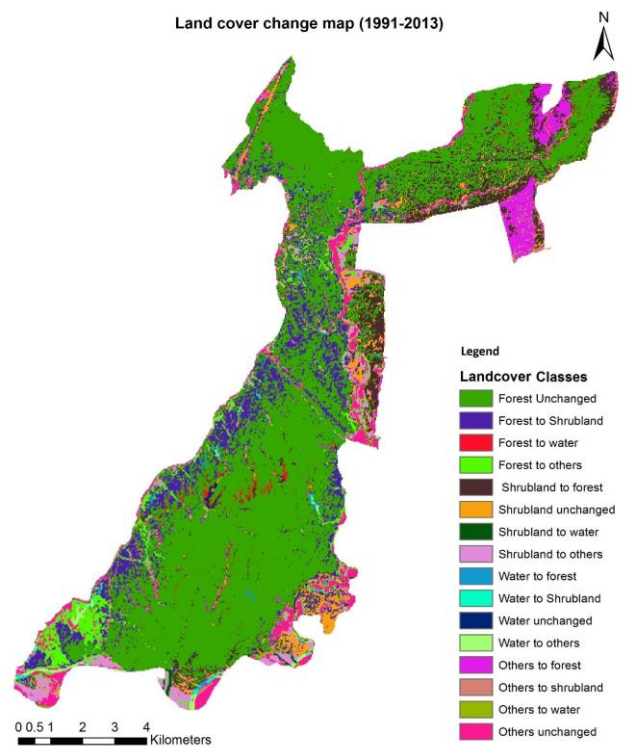 Land cover change map (1991-2013)
N
Legend
Landcover Classes
Forest Unchanged
Forest to Shrubland
Forest to water
Forest to others
Shrubland to forest
Shrubland unchanged
Shrubland to water
Shrubland to others
Water to forest
Water to Shrubland
Water unchanged
Water to others
Others to forest
Others to shrubland
Others to water
Others unchanged
0 0.5 1 2 3 4
Kilometers